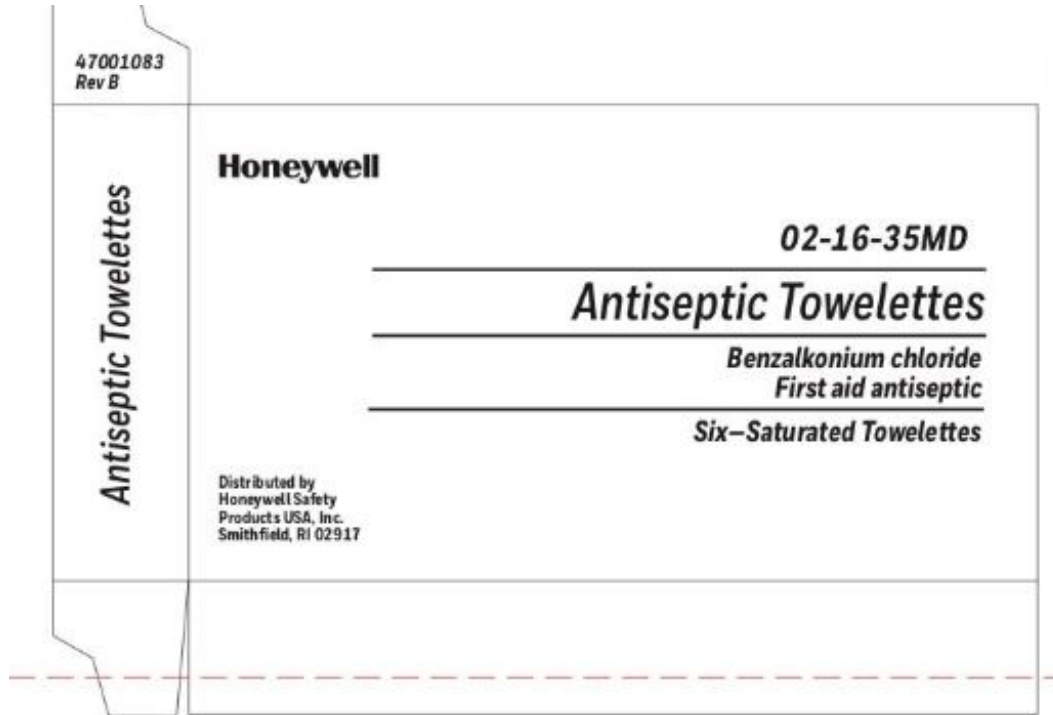 47001083
Rev B
Antiseptic Towelettes
Honeywell
02-16-35MD
Antiseptic Towelettes
Benzalkonium chloride
First aid antiseptic
Six–Saturated Towelettes
Distributed by
Honeywell Safety
Products USA, Inc.
Smithfield, RI 02917